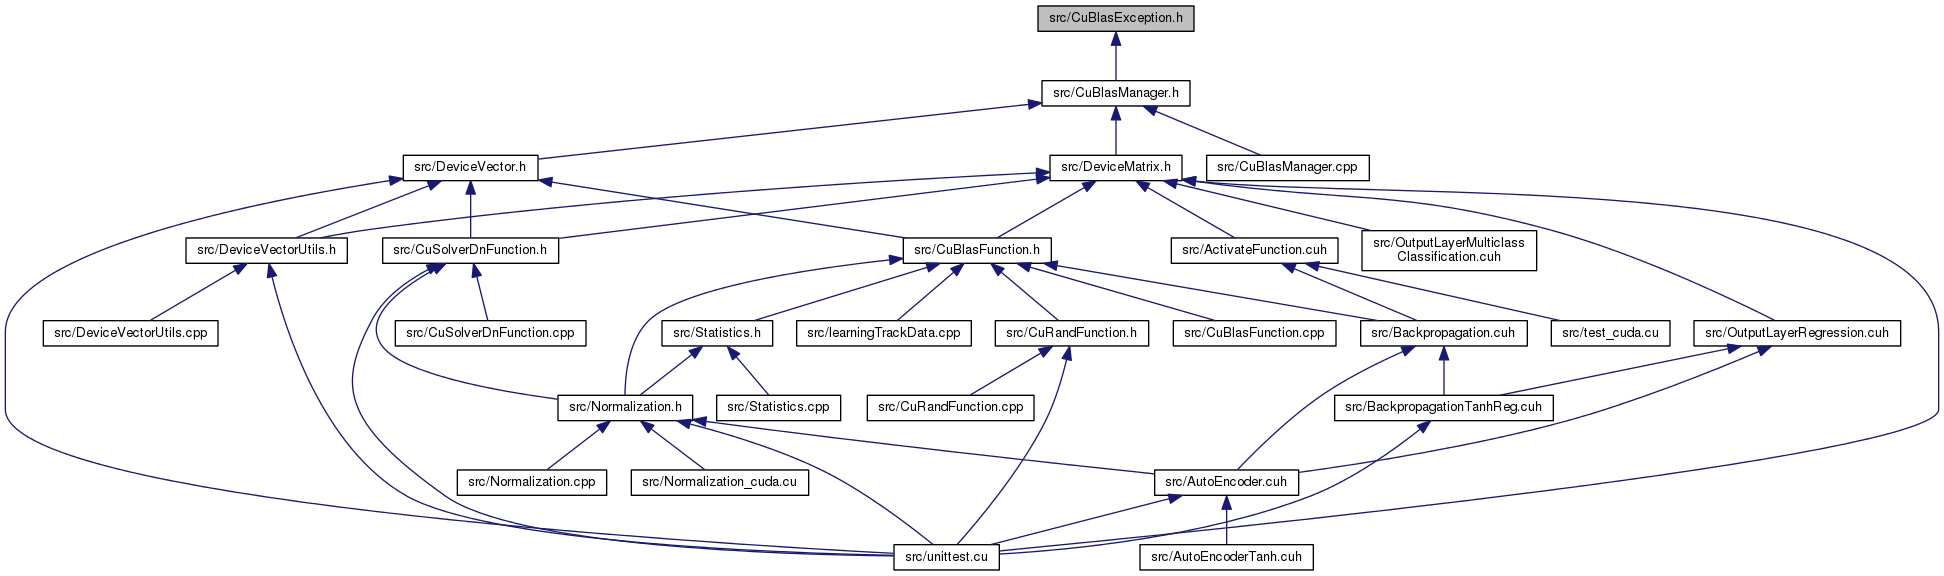 src/CuBlasException.h
src/CuBlasManager.h
src/DeviceVector.h
src/DeviceMatrix.h
src/CuBlasManager.cpp
src/DeviceVectorUtils.h
src/CuSolverDnFunction.h
src/CuBlasFunction.h
src/ActivateFunction.cuh
src/OutputLayerMulticlass
Classification.cuh
src/DeviceVectorUtils.cpp
src/CuSolverDnFunction.cpp
src/Statistics.h
src/learningTrackData.cpp
src/CuRandFunction.h
src/CuBlasFunction.cpp
src/Backpropagation.cuh
src/test_cuda.cu
src/OutputLayerRegression.cuh
src/Normalization.h
src/Statistics.cpp
src/CuRandFunction.cpp
src/BackpropagationTanhReg.cuh
src/Normalization.cpp
src/Normalization_cuda.cu
src/AutoEncoder.cuh
src/unittest.cu
src/AutoEncoderTanh.cuh